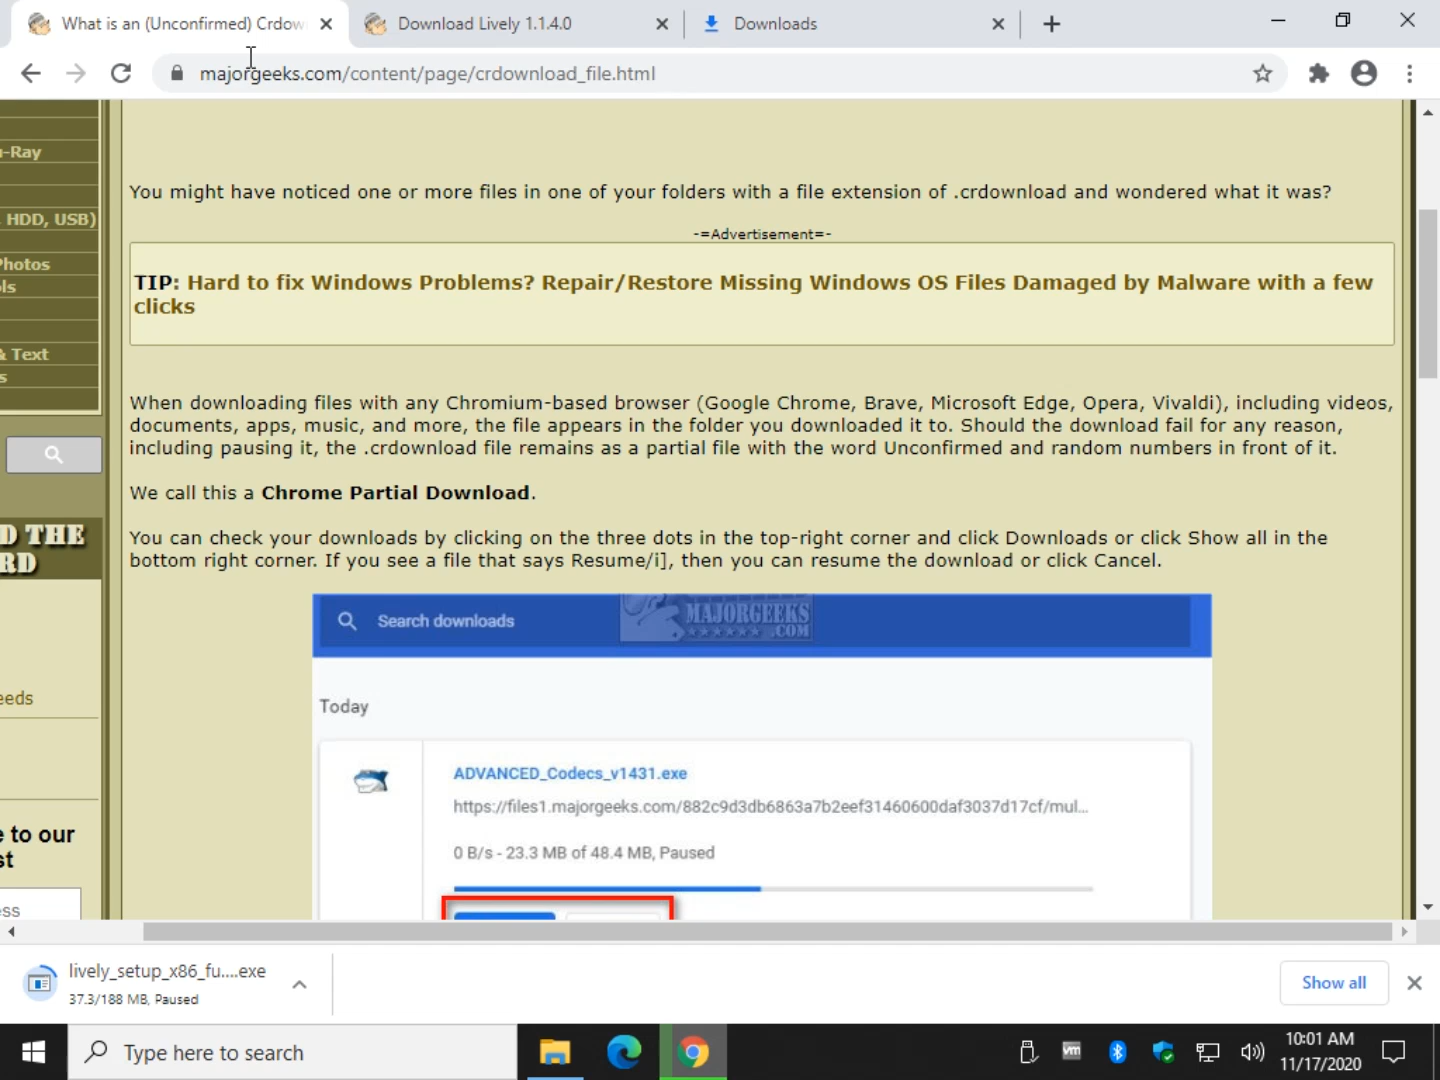 What is an (Unconfirmed) Crdow
Download Lively 1.1.4.0
Downloads
majorgeeks.com/content/page/crdownload_file.html
-Ray
HDD, USB)
Photos
ls
& Text
s
D THE
RD
eeds
e to our
st
ess
You might have noticed one or more files in one of your folders with a file extension of .crdownload and wondered what it was?
-=Advertisement=-
TIP: Hard to fix Windows Problems? Repair/Restore Missing Windows OS Files Damaged by Malware with a few
clicks
When downloading files with any Chromium-based browser (Google Chrome, Brave, Microsoft Edge, Opera, Vivaldi), including videos,
documents, apps, music, and more, the file appears in the folder you downloaded it to. Should the download fail for any reason,
including pausing it, the .crdownload file remains as a partial file with the word Unconfirmed and random numbers in front of it.
We call this a Chrome Partial Download.
You can check your downloads by clicking on the three dots in the top-right corner and click Downloads or click Show all in the
bottom right corner. If you see a file that says Resume/i], then you can resume the download or click Cancel.
Search downloads
MAJORGEEKS
.COM
Today
ADVANCED_Codecs_v1431.exe
https://files1.majorgeeks.com/882c9d3db6863a7b2eef31460600daf3037d17cf/mul...
0 B/s - 23.3 MB of 48.4 MB, Paused
lively_setup_x86_fu....exe
37.3/188 MB, Paused
Show all
Type here to search
vm
10:01 AM
11/17/2020